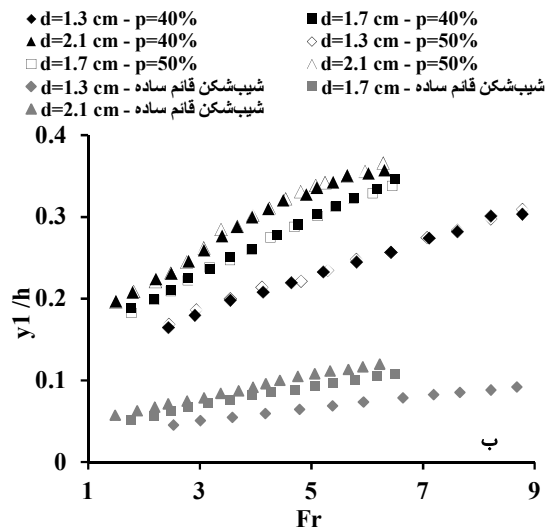 d=1.3 cm - p=40% d=1.7 cm - p=40%
d=2.1 cm - p=40% d=1.3 cm - p=50%
d=1.7 cm - p=50% d=2.1 cm - p=50%
d=1.3 cm - شیب‌شکن قائم ساده d=1.7 cm - شیب‌شکن قائم ساده
d=2.1 cm - شیب‌شکن قائم ساده
0.4
0.3
0.2
0.1
0
y1 /h
ب
1 3 5 7 9
Fr